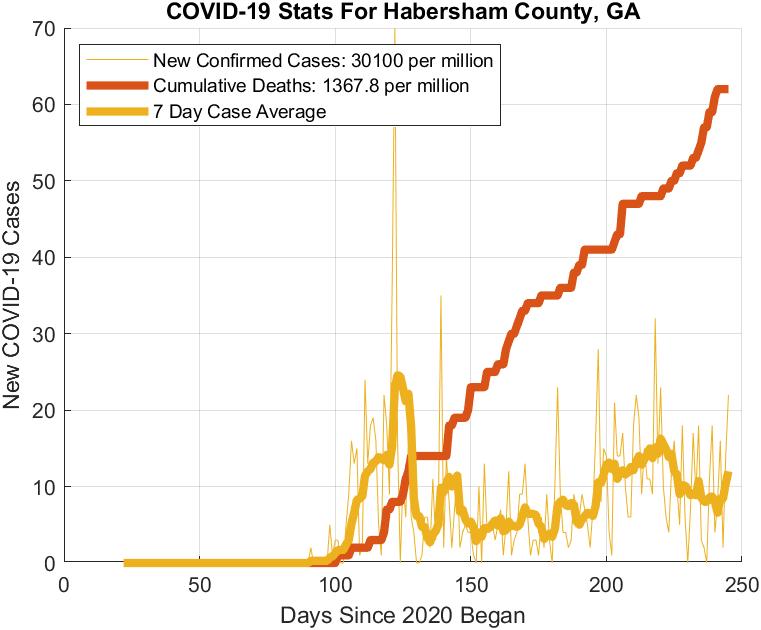 COVID-19 Stats For Habersham County, GA
New Confirmed Cases: 30100 per million
Cumulative Deaths: 1367.8 per million
7 Day Case Average
New COVID-19 Cases
70
60
50
40
30
20
10
0
0 50 100 150 200 250
Days Since 2020 Began